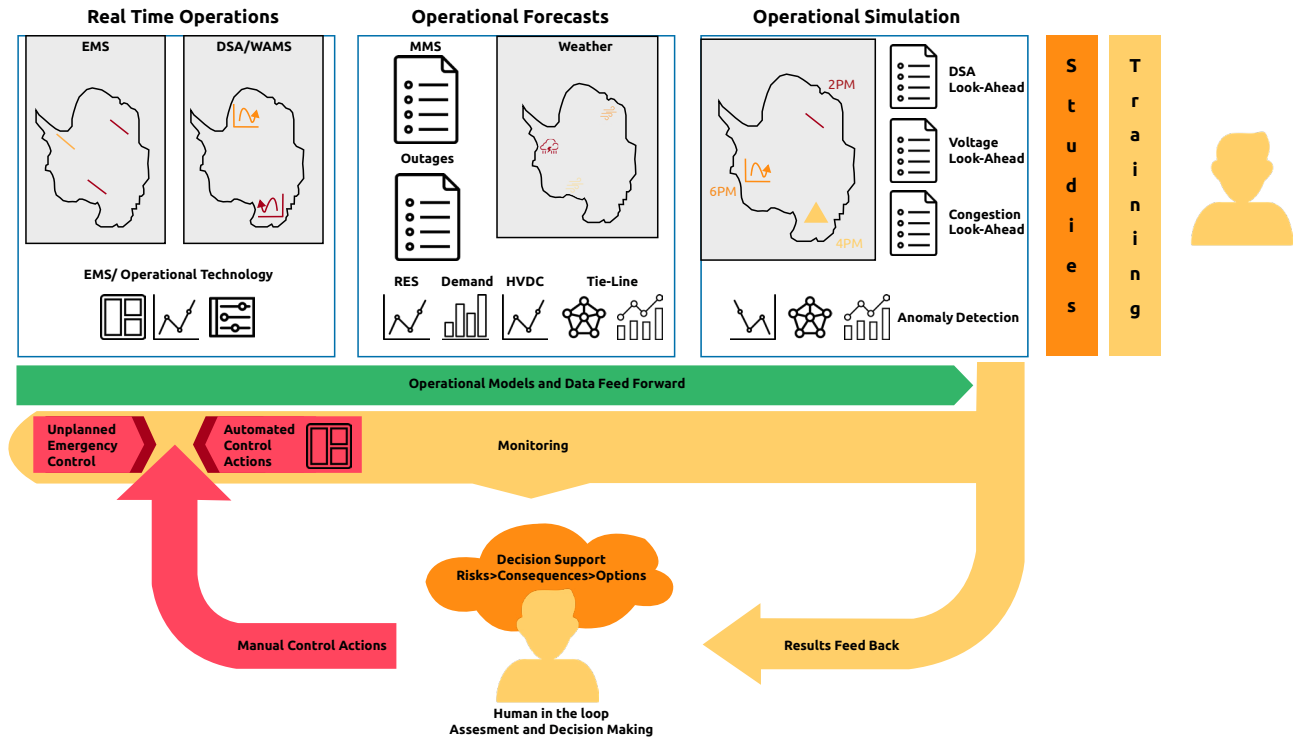 Real Time Operations
Operational Forecasts
Operational Simulation
EMS
DSA/WAMS
EMS/ Operational Technology
MMS
Weather
Outages
RES
Demand
HVDC
Tie-Line
2PM
6PM
4PM
DSA
Look-Ahead
Voltage
Look-Ahead
Congestion
Look-Ahead
Anomaly Detection
Studies
Training
Operational Models and Data Feed Forward
Unplanned
Emergency
Control
Automated
Control
Actions
Monitoring
Decision Support
Risks>Consequences>Options
Manual Control Actions
Results Feed Back
Human in the loop
Assesment and Decision Making